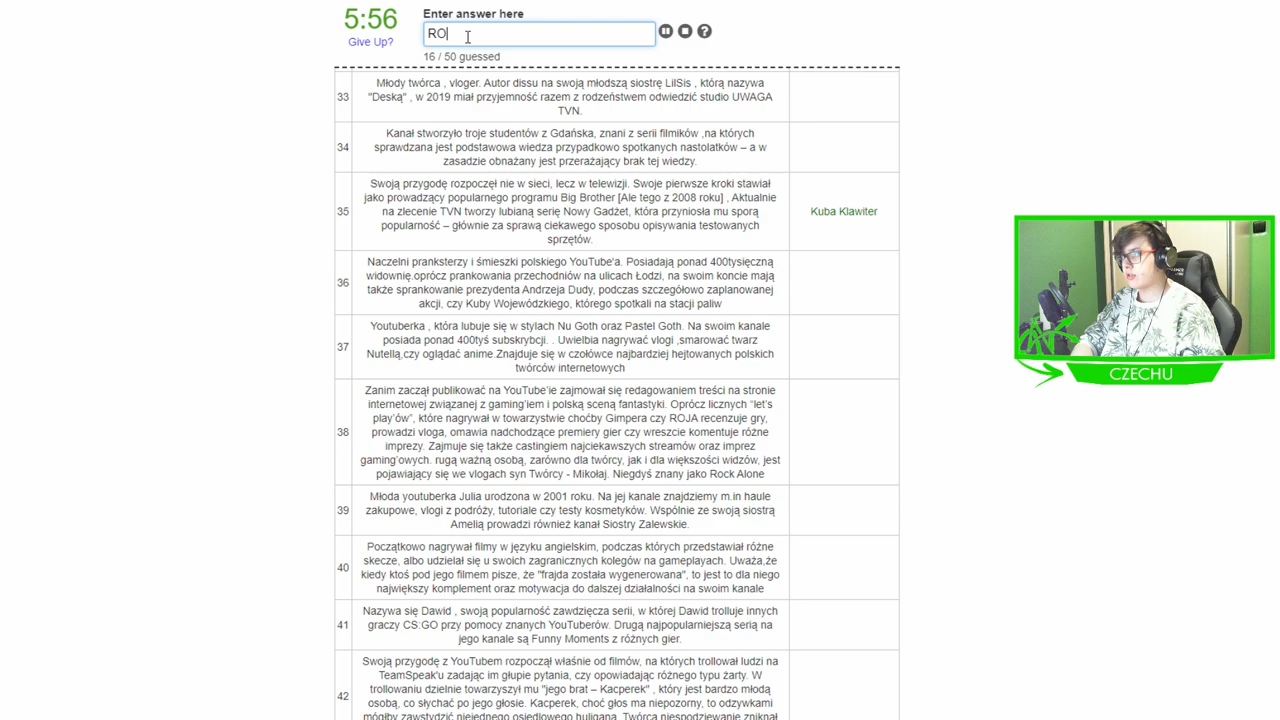 5:56
Give Up?
Enter answer here
RO
16 / 50 guessed
33
Młody twórca , vloger. Autor dissu na swoją młodszą siostrę LilSis , którą nazywa
"Deską" , w 2019 miał przyjemność razem z rodzeństwem odwiedzić studio UWAGA
TVN.
34
Kanał stworzyło troje studentów z Gdańska, znani z serii filmików ,na których
sprawdzana jest podstawowa wiedza przypadkowo spotkanych nastolatków – a w
zasadzie obnażany jest przerażający brak tej wiedzy.
35
Swoją przygodę rozpoczęł nie w sieci, lecz w telewizji. Swoje pierwsze kroki stawiał
jako prowadzący popularnego programu Big Brother [Ale tego z 2008 roku] , Aktualnie
na zlecenie TVN tworzy lubianą serię Nowy Gadżet, która przyniosła mu sporą
popularność – głównie za sprawą ciekawego sposobu opisywania testowanych
sprzętów.
Kuba Klawiter
36
Naczelni pranksterzy i śmieszki polskiego YouTube'a. Posiadają ponad 400tysięczną
widownię.oprócz prankowania przechodniów na ulicach Łodzi, na swoim koncie mają
także sprankowanie prezydenta Andrzeja Dudy, podczas szczegółowo zaplanowanej
akcji, czy Kuby Wojewódzkiego, którego spotkali na stacji paliw
37
Youtuberka , która lubuje się w stylach Nu Goth oraz Pastel Goth. Na swoim kanale
posiada ponad 400tyś subskrybcji. . Uwielbia nagrywać vlogi ,smarować twarz
Nutellą,czy oglądać anime.Znajduje się w czołówce najbardziej hejtowanych polskich
twórców internetowych
38
Zanim zaczął publikować na YouTube'ie zajmował się redagowaniem treści na stronie
internetowej związanej z gaming'iem i polską sceną fantastyki. Oprócz licznych "let's
play'ów", które nagrywał w towarzystwie choćby Gimpera czy ROJA recenzuje gry,
prowadzi vloga, omawia nadchodzące premiery gier czy wreszcie komentuje różne
imprezy. Zajmuje się także castingiem najciekawszych streamów oraz imprez
gaming'owych. rugą ważną osobą, zarówno dla twórcy, jak i dla większości widzów, jest
pojawiający się we vlogach syn Twórcy - Mikołaj. Niegdyś znany jako Rock Alone
39
Młoda youtuberka Julia urodzona w 2001 roku. Na jej kanale znajdziemy m.in haule
zakupowe, vlogi z podróży, tutoriale czy testy kosmetyków. Wspólnie ze swoją siostrą
Amelią prowadzi również kanał Siostry Zalewskie.
40
Początkowo nagrywał filmy w języku angielskim, podczas których przedstawiał różne
skecze, albo udzielał się u swoich zagranicznych kolegów na gameplayach. Uważa,że
kiedy ktoś pod jego filmem pisze, że "frajda została wygenerowana", to jest to dla niego
największy komplement oraz motywacja do dalszej działalności na swoim kanale
41
Nazywa się Dawid , swoją popularność zawdzięcza serii, w której Dawid trolluje innych
graczy CS:GO przy pomocy znanych YouTuberów. Drugą najpopularniejszą serią na
jego kanale są Funny Moments z różnych gier.
42
Swoją przygodę z YouTubem rozpoczął właśnie od filmów, na których trollował ludzi na
TeamSpeak'u zadając im głupie pytania, czy opowiadając różnego typu żarty. W
trollowaniu dzielnie towarzyszył mu "jego brat – Kacperek" , który jest bardzo młodą
osobą, co słychać po jego głosie. Kacperek, choć głos ma niepozorny, to odzywkami
mógłby zawstydzić niejednego osiedlowego huligana. Twórca niespodziewanie zniknął
CZECHU